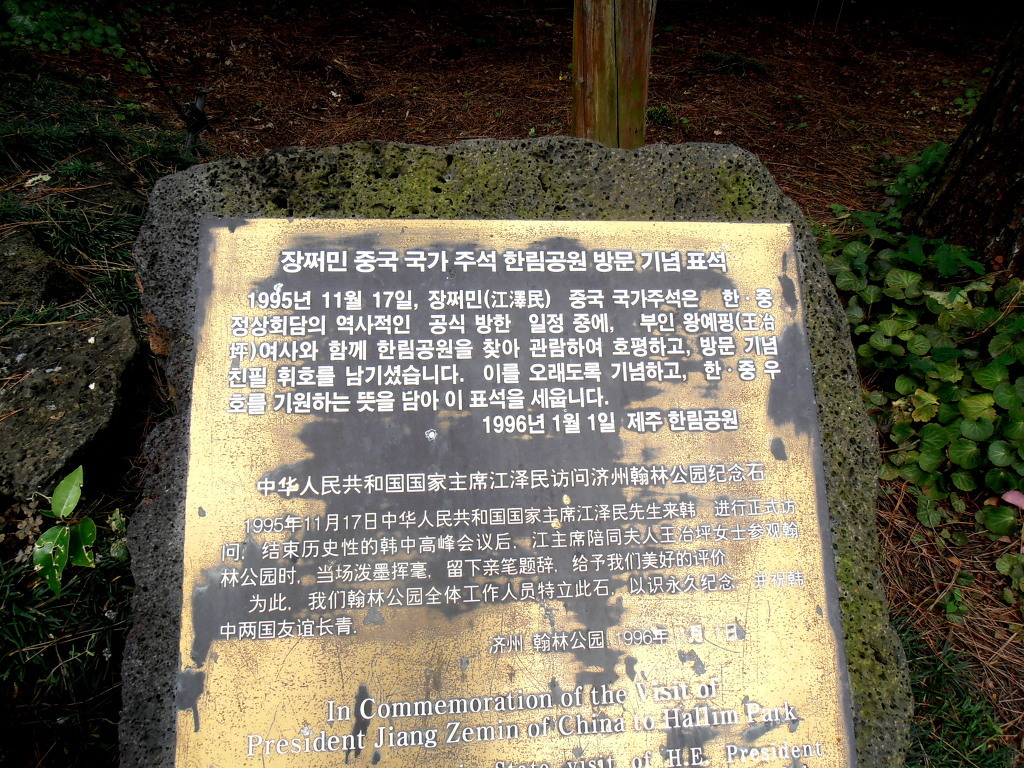 장쩌민 중국 국가 주석 한림공원 방문 기념 표석
1995년 11월 17일, 장쩌민(江澤民) 중국 국가주석은 한·중
정상회담의 역사적인 공식 방한 일정 중에, 부인 왕예핑(王冶
坪)여사와 함께 한림공원을 찾아 관람하여 호평하고, 방문 기념
친필 휘호를 남기셨습니다. 이를 오래도록 기념하고, 한·중 우
호를 기원하는 뜻을 담아 이 표석을 세웁니다.
1996년 1월 1일 제주 한림공원
中华人民共和国国家主席江泽民访问济州翰林公园纪念石
1995年11月17日中华人民共和国国家主席江泽民先生来韩, 进行正式访
问, 结束历史性的韩中高峰会议后, 江主席陪同夫人王冶坪女士参观翰
林公园时, 当场泼墨挥毫, 留下亲笔题辞, 给予我们美好的评价.
为此, 我们翰林公园全体工作人员特立此石, 以识永久纪念, 并祝韩
中两国友谊长青.
济州 翰林公园 1996年 1月 1日
In Commemoration of the Visit of
President Jiang Zemin of China to Hallim Park
State visit of H.E. President